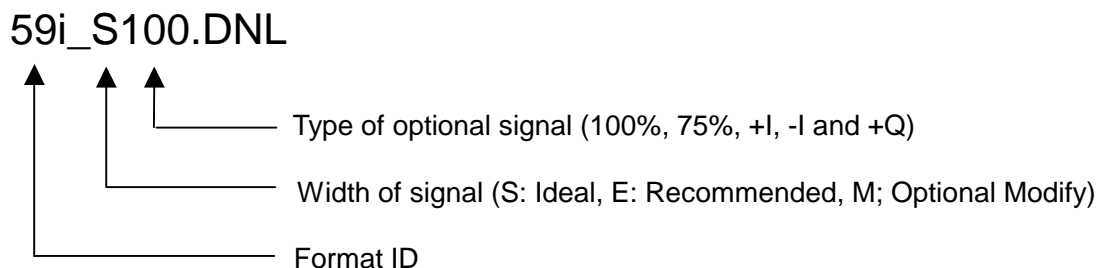 59i_S100.DNL
Type of optional signal (100%, 75%, +I, -I and +Q)
Width of signal (S: Ideal, E: Recommended, M; Optional Modify)
Format ID